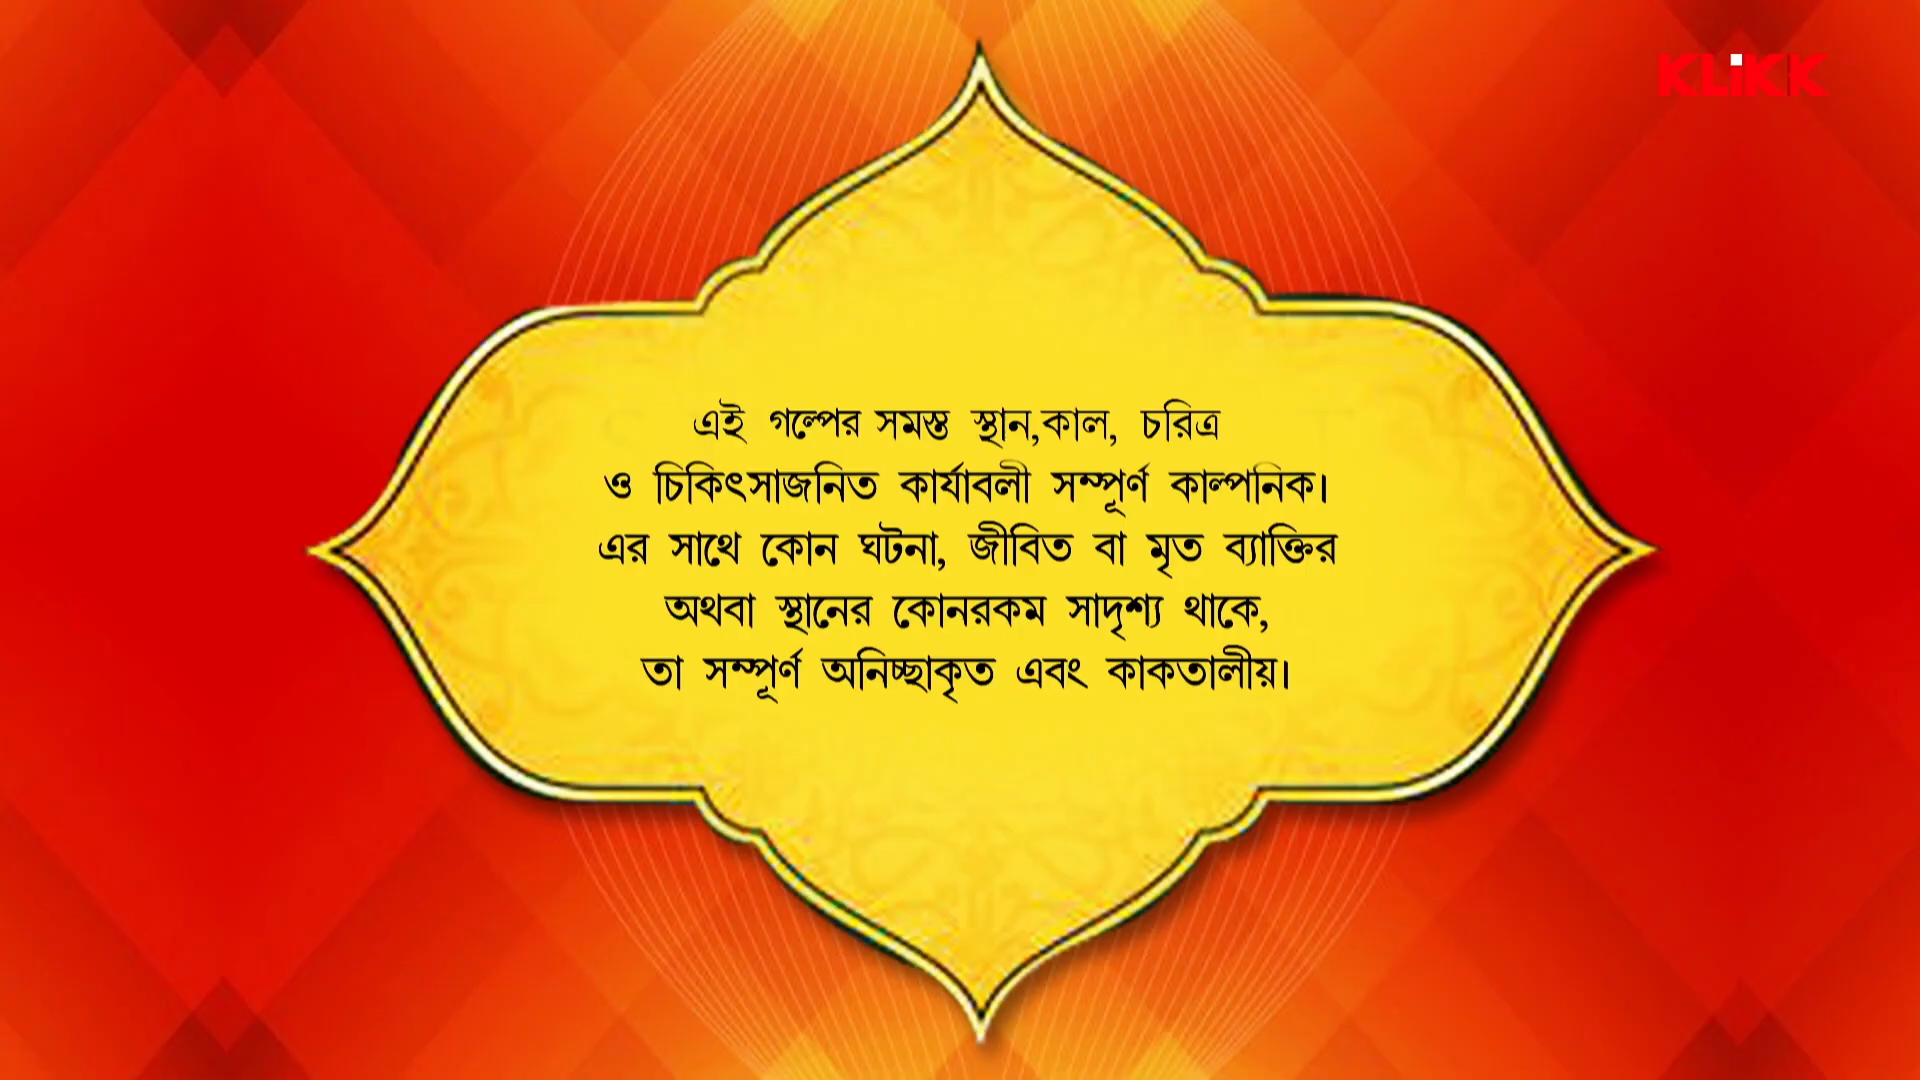 KLiKK
এই গল্পের সমস্ত স্থান,কাল, চরিত্র
ও চিকিৎসাজনিত কার্যাবলী সম্পূর্ণ কাল্পনিক।
এর সাথে কোন ঘটনা, জীবিত বা মৃত ব্যাক্তির
অথবা স্থানের কোনরকম সাদৃশ্য থাকে,
তা সম্পূর্ণ অনিচ্ছাকৃত এবং কাকতালীয়।